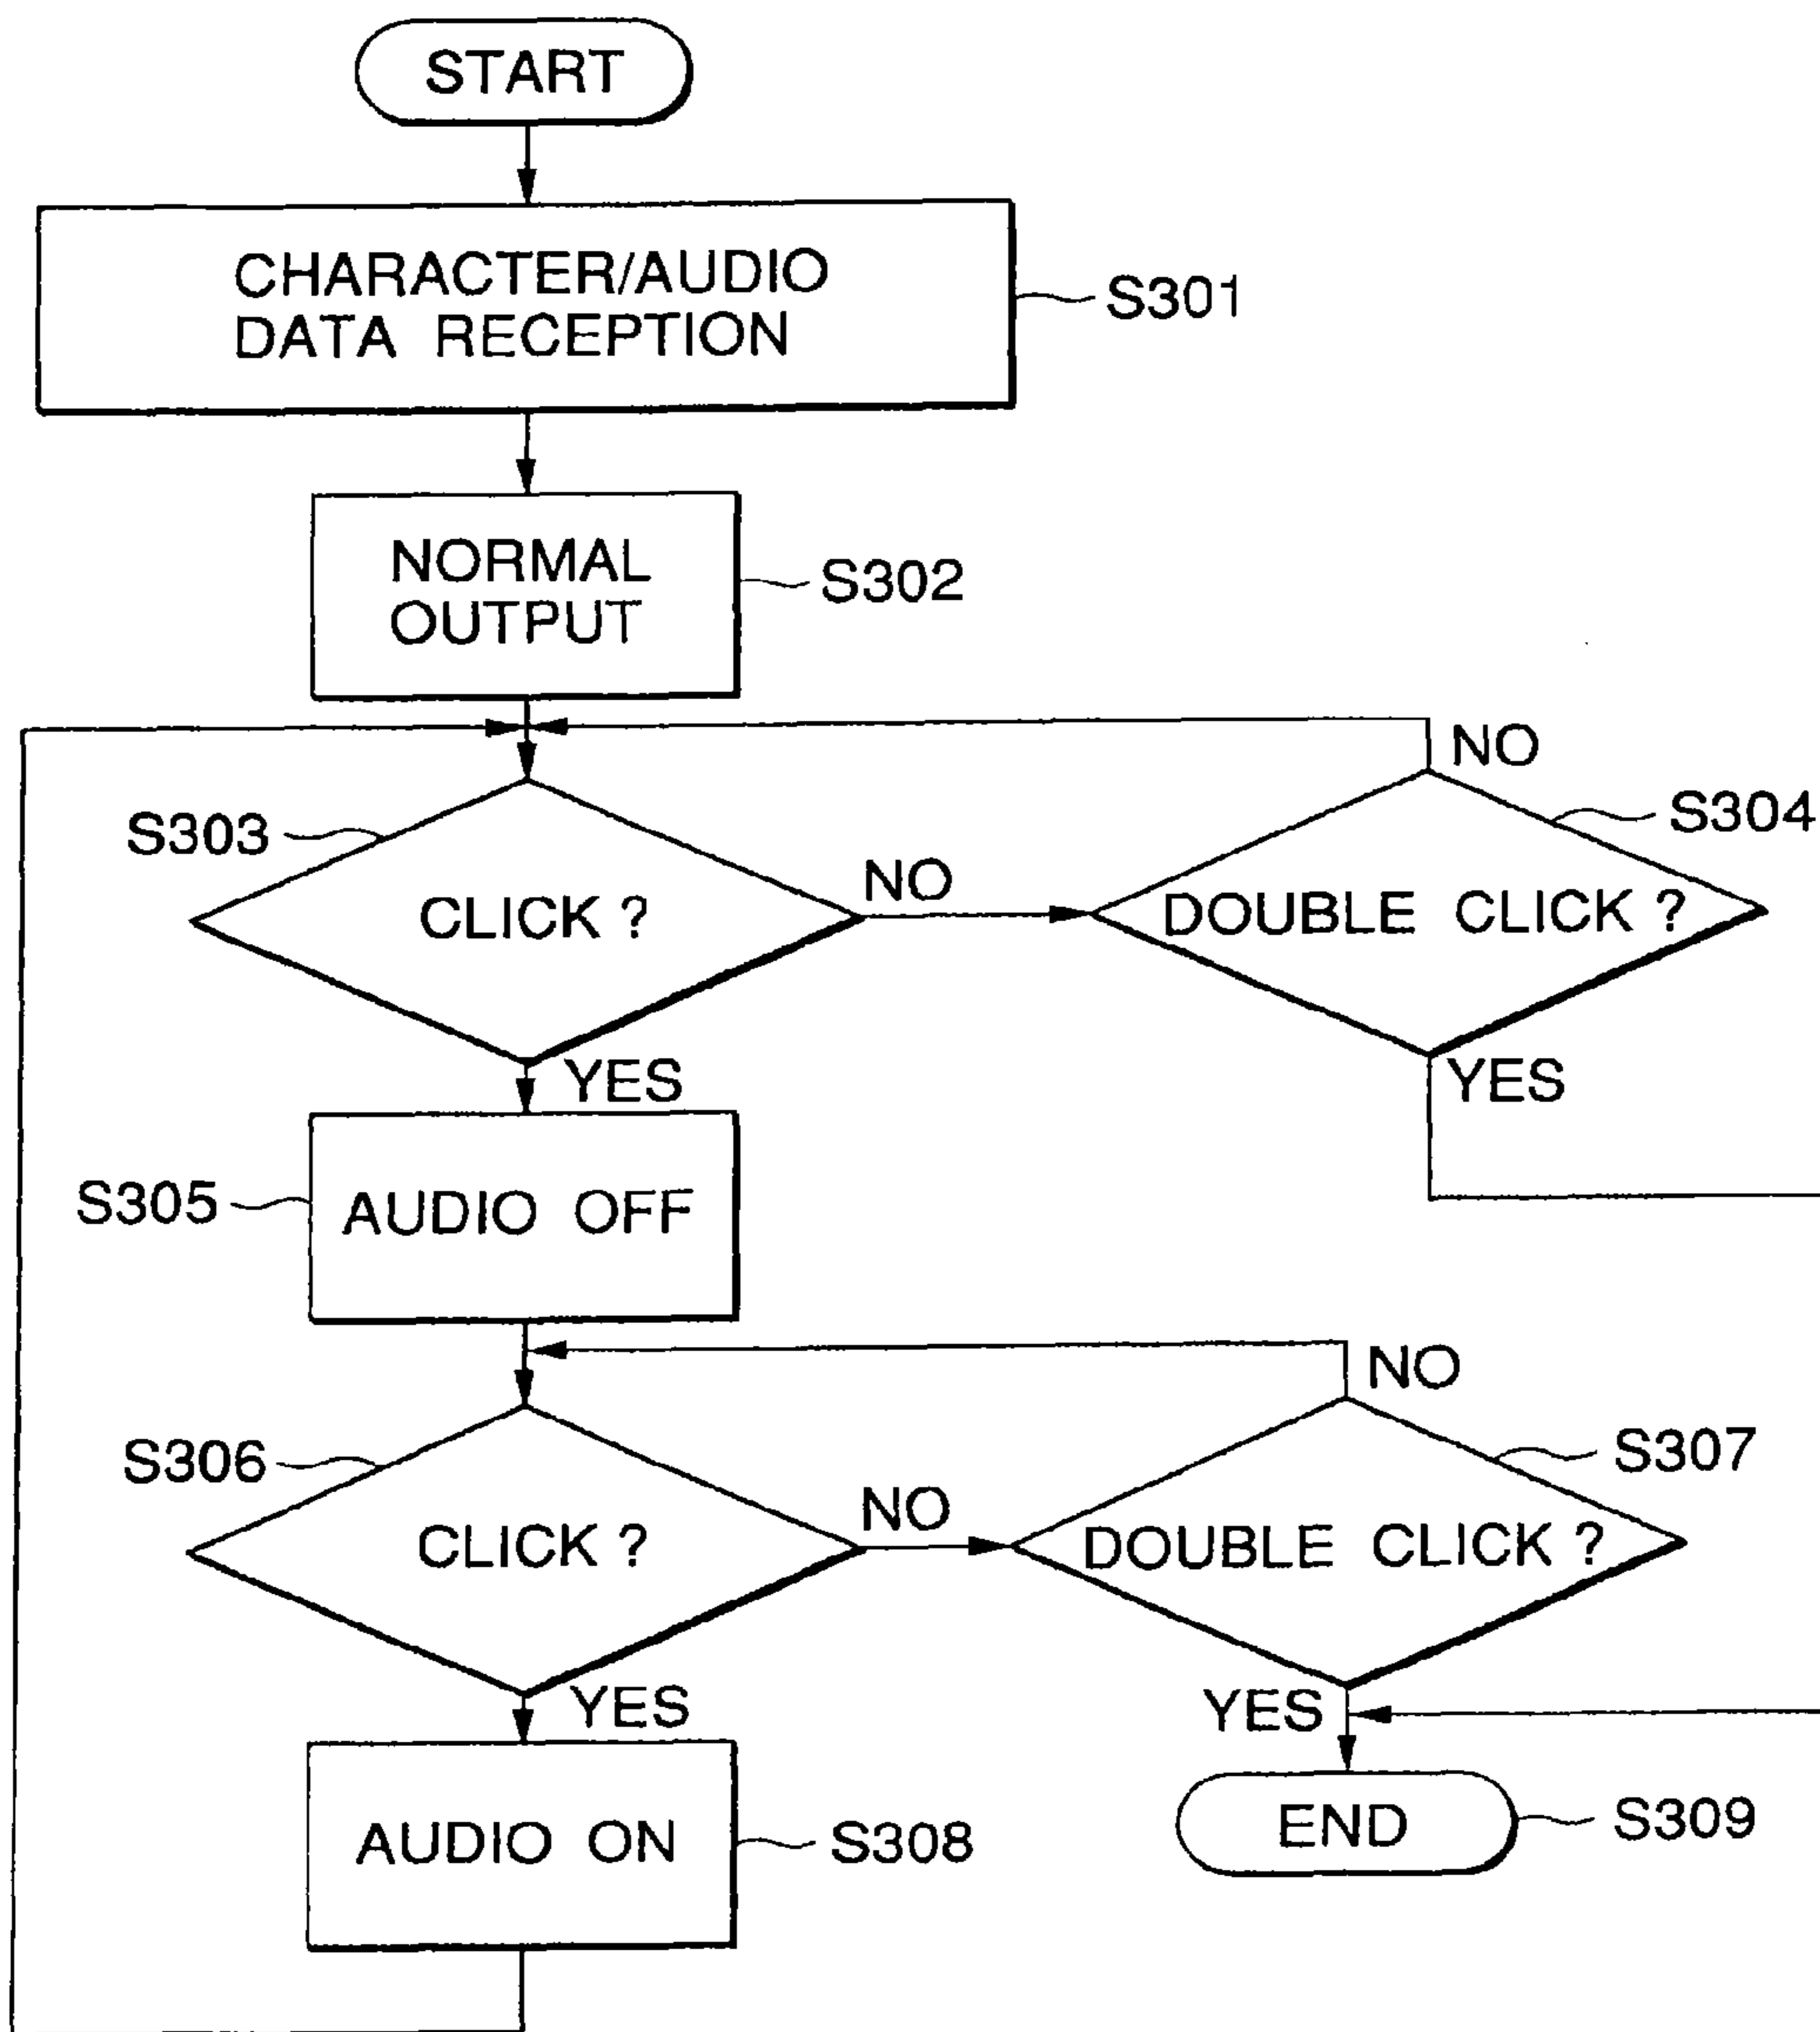 START
CHARACTER/AUDIO
DATA RECEPTION
S301
NORMAL
OUTPUT
S302
NO
S303
S304
CLICK ?
NO
DOUBLE CLICK ?
YES
YES
S305
AUDIO OFF
NO
S306
S307
CLICK ?
NO
DOUBLE CLICK ?
YES
YES
AUDIO ON
S308
END
S309